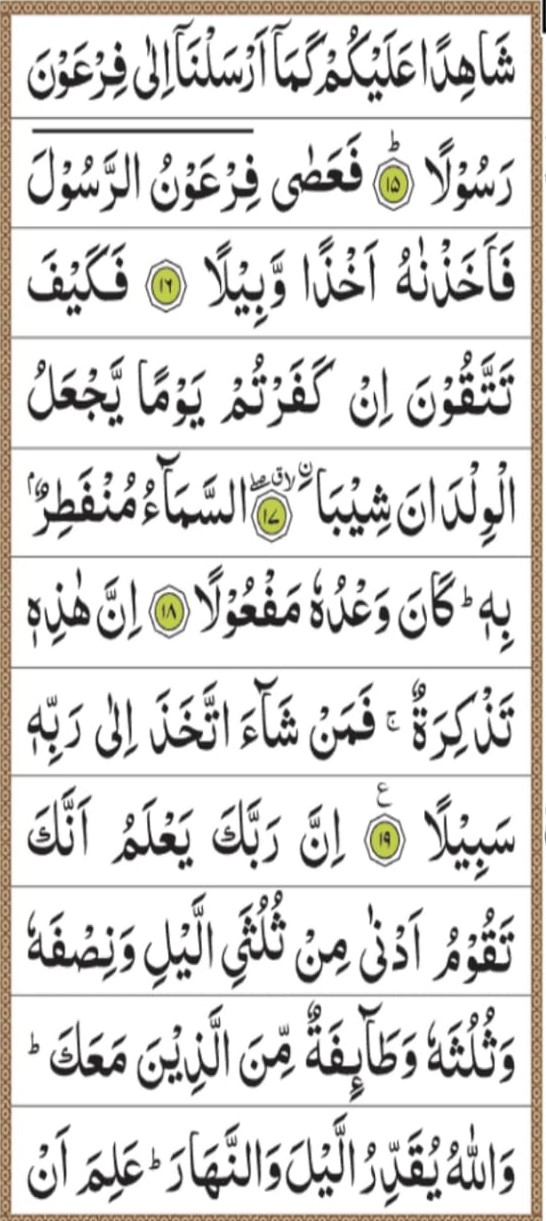 شَاهِدًا عَلَيْكُمْ كَمَاۤ اَرْسَلْنَاۤ اِلٰى فِرْعَوْنَ
رَسُوْلًا ؕ ۝۱۵ فَعَصٰى فِرْعَوْنُ الرَّسُوْلَ
فَاَخَذْنٰهُ اَخْذًا وَّبِيْلًا ۝۱۶ فَكَيْفَ
تَتَّقُوْنَ اِنْ كَفَرْتُمْ يَوْمًا يَّجْعَلُ
الْوِلْدَانَ شِيْبَاۨ ۖۗ ۝۱۷ السَّمَآءُ مُنْفَطِرٌۢ
بِهٖ ؕ كَانَ وَعْدُهٗ مَفْعُوْلًا ۝۱۸ اِنَّ هٰذِهٖ
تَذْكِرَةٌ ۚ فَمَنْ شَآءَ اتَّخَذَ اِلٰى رَبِّهٖ
سَبِيْلًا ۝۱۹ ع اِنَّ رَبَّكَ يَعْلَمُ اَنَّكَ
تَقُوْمُ اَدْنٰى مِنْ ثُلُثَيِ الَّيْلِ وَنِصْفَهٗ
وَثُلُثَهٗ وَطَآىِٕفَةٌ مِّنَ الَّذِيْنَ مَعَكَ ؕ
وَاللّٰهُ يُقَدِّرُ الَّيْلَ وَالنَّهَارَ ؕ عَلِمَ اَنْ